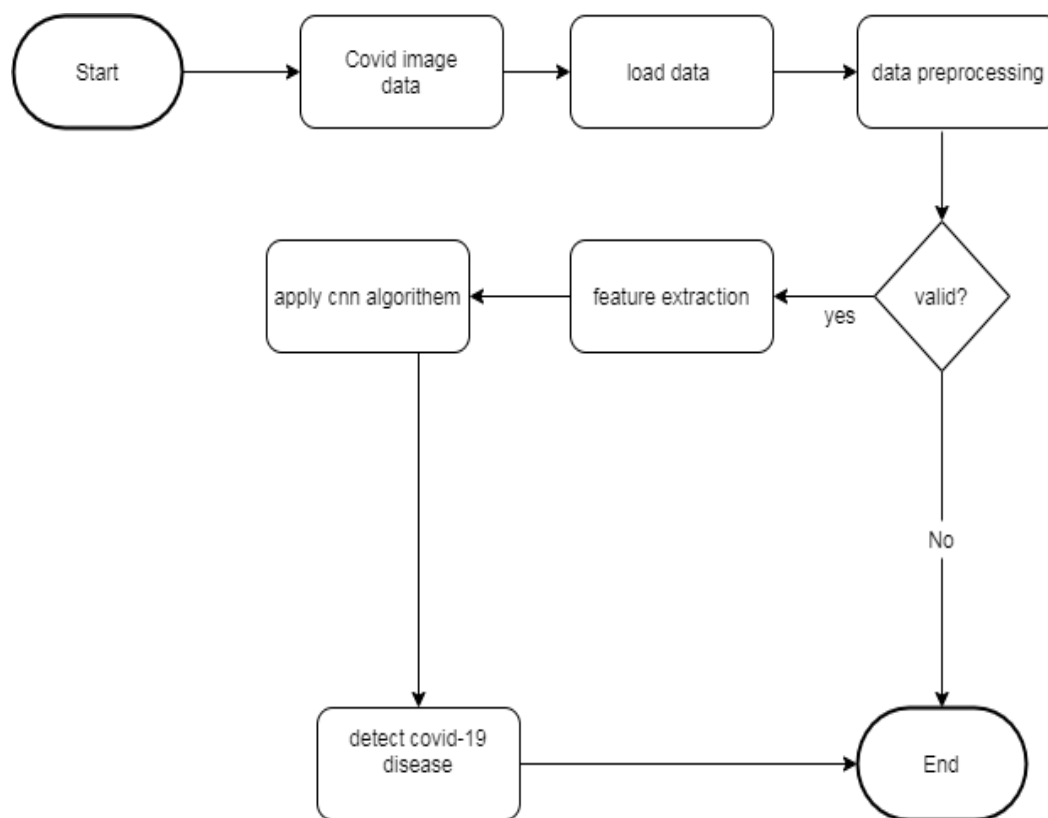 Start
Covid image
data
load data
data preprocessing
valid?
yes
feature extraction
apply cnn algorithem
No
detect covid-19
disease
End